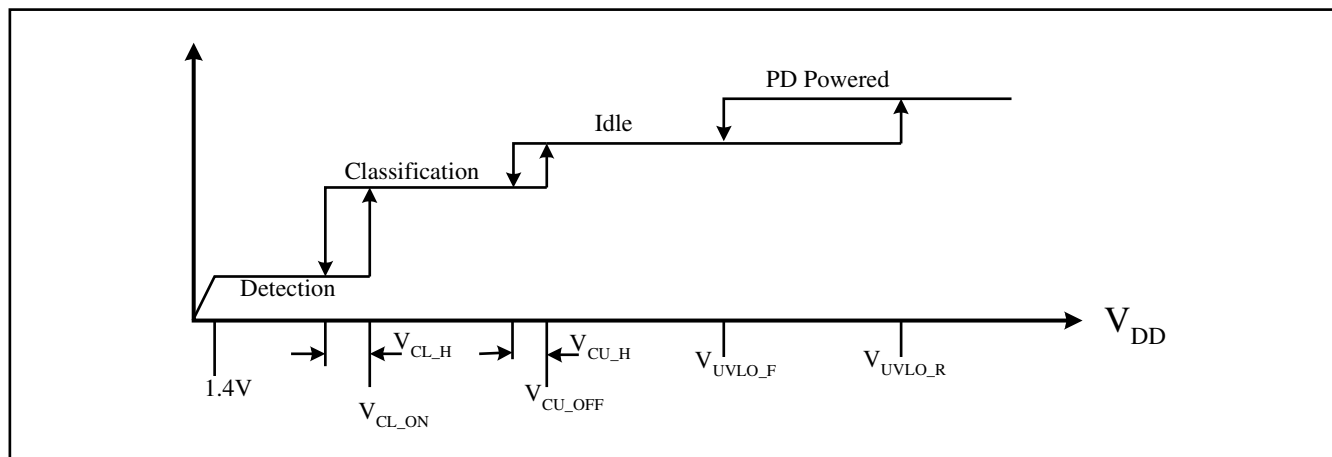 PD Powered
Idle
Classification
Detection
V_DD
V_CL_H
V_CU_H
V_UVLO_F
V_UVLO_R
1.4V
V_CL_ON
V_CU_OFF